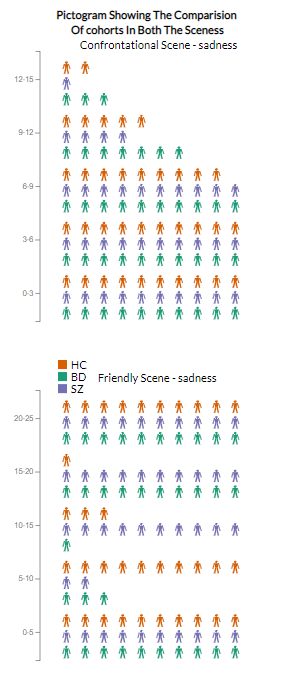 Pictogram Showing The Comparision
Of cohorts In Both The Sceness
Confrontational Scene - sadness
12-15
9-12
6-9
3-6
0-3
HC
BD
SZ
Friendly Scene - sadness
20-25
15-20
10-15
5-10
0-5